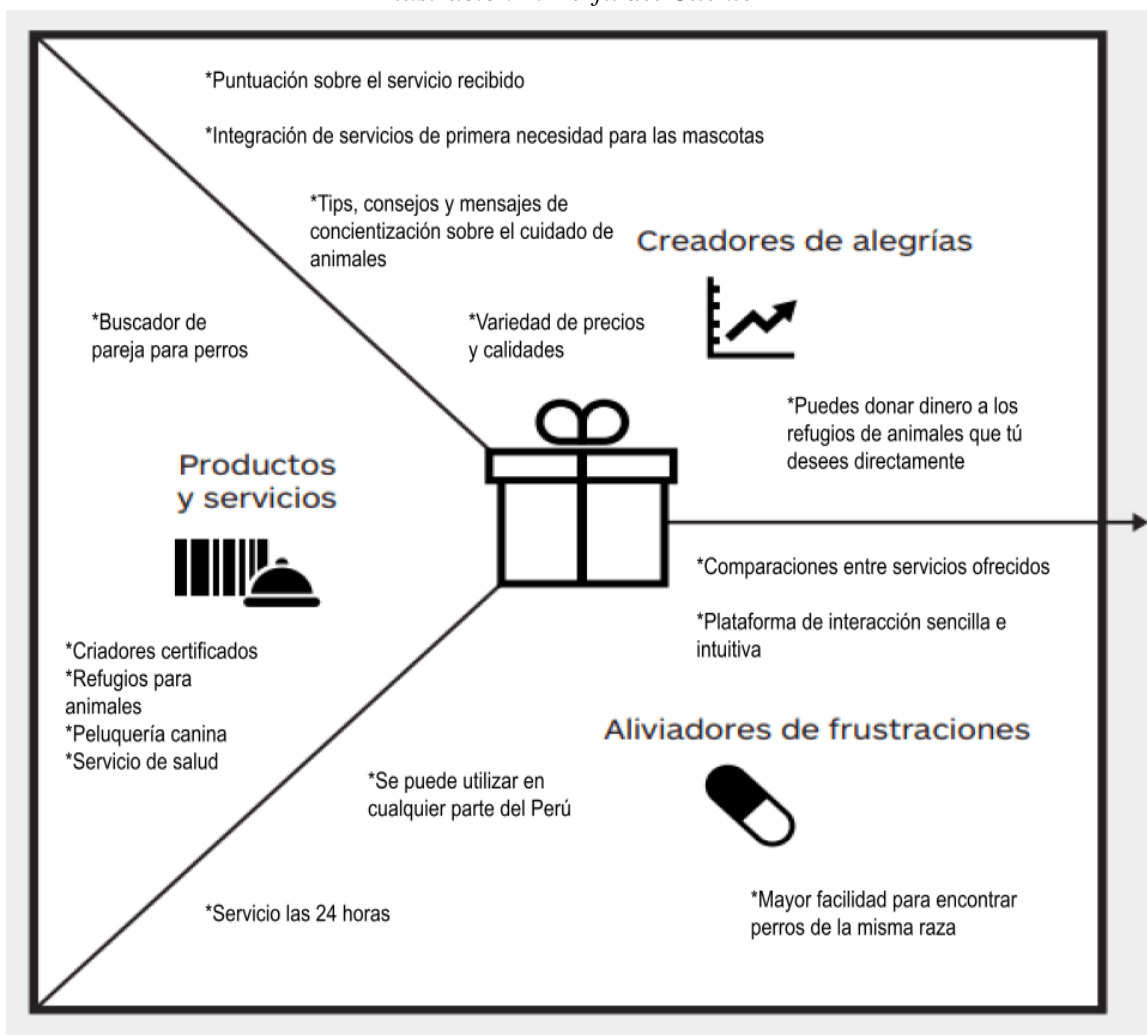 *Puntuación sobre el servicio recibido
*Integración de servicios de primera necesidad para las mascotas
*Tips, consejos y mensajes de
concientización sobre el cuidado de
animales
Creadores de alegrías
*Variedad de precios
y calidades
*Puedes donar dinero a los
refugios de animales que tú
desees directamente
*Buscador de
pareja para perros
Productos
y servicios
*Criadores certificados
*Refugios para
animales
*Peluquería canina
*Servicio de salud
*Comparaciones entre servicios ofrecidos
*Plataforma de interacción sencilla e
intuitiva
Aliviadores de frustraciones
*Se puede utilizar en
cualquier parte del Perú
*Servicio las 24 horas
*Mayor facilidad para encontrar
perros de la misma raza